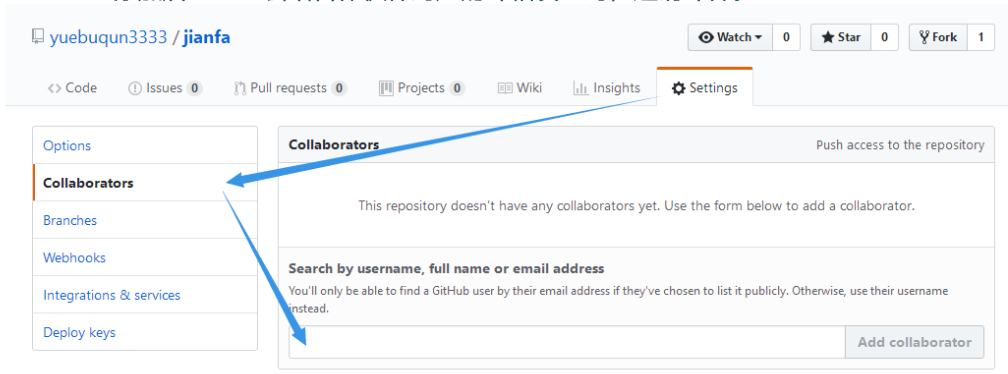 yuebuqun3333 / jianfa
Watch 0 Star 0 Fork 1
Code Issues 0 Pull requests 0 Projects 0 Wiki Insights Settings
Options
Collaborators
Branches
Webhooks
Integrations & services
Deploy keys
Collaborators Push access to the repository
This repository doesn't have any collaborators yet. Use the form below to add a collaborator.
Search by username, full name or email address
You'll only be able to find a GitHub user by their email address if they've chosen to list it publicly. Otherwise, use their username
instead.
Add collaborator